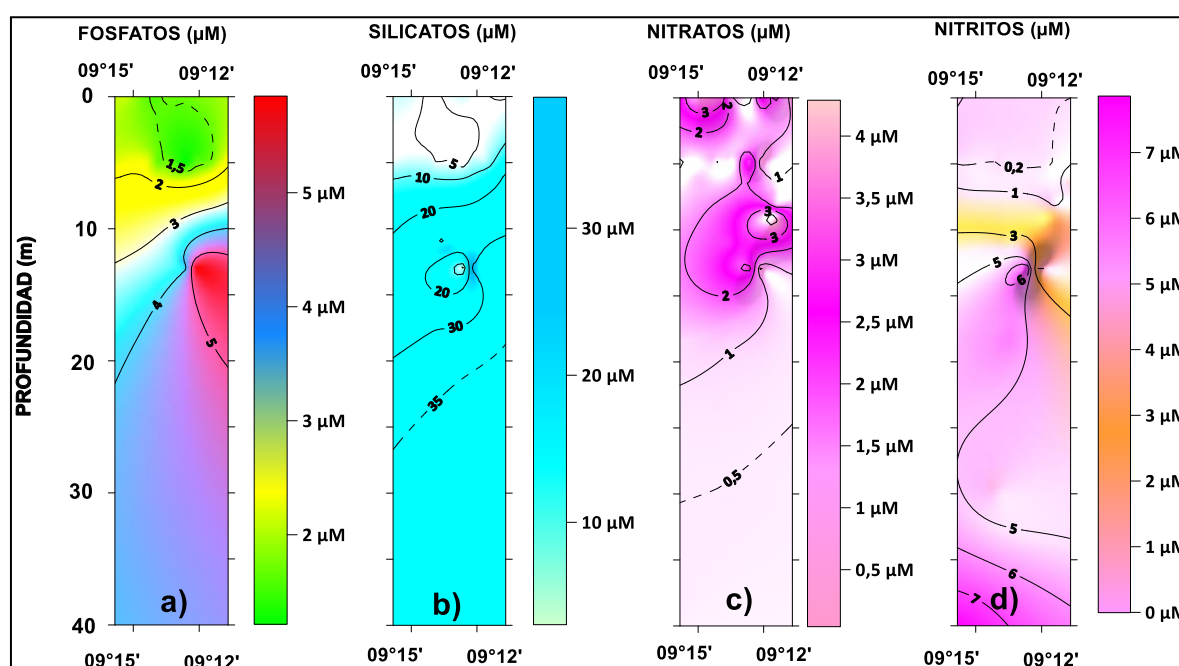 FOSFATOS (µM) SILICATOS (µM) NITRATOS (µM) NITRITOS (µM)
09°15' 09°12' 09°15' 09°12' 09°15' 09°12' 09°15' 09°12'
PROFUNDIDAD (m)
0
10
20
30
40
1,5
2
3
4
5
a)
5 µM
4 µM
3 µM
2 µM
5
10
20
20
30
35
b)
30 µM
20 µM
10 µM
3
2
2
1
3
3
2
1
0,5
c)
4 µM
3,5 µM
3 µM
2,5 µM
2 µM
1,5 µM
1 µM
0,5 µM
0,2
1
3
5
6
5
6
7
d)
7 µM
6 µM
5 µM
4 µM
3 µM
2 µM
1 µM
0 µM
09°15' 09°12' 09°15' 09°12' 09°15' 09°12' 09°15' 09°12'